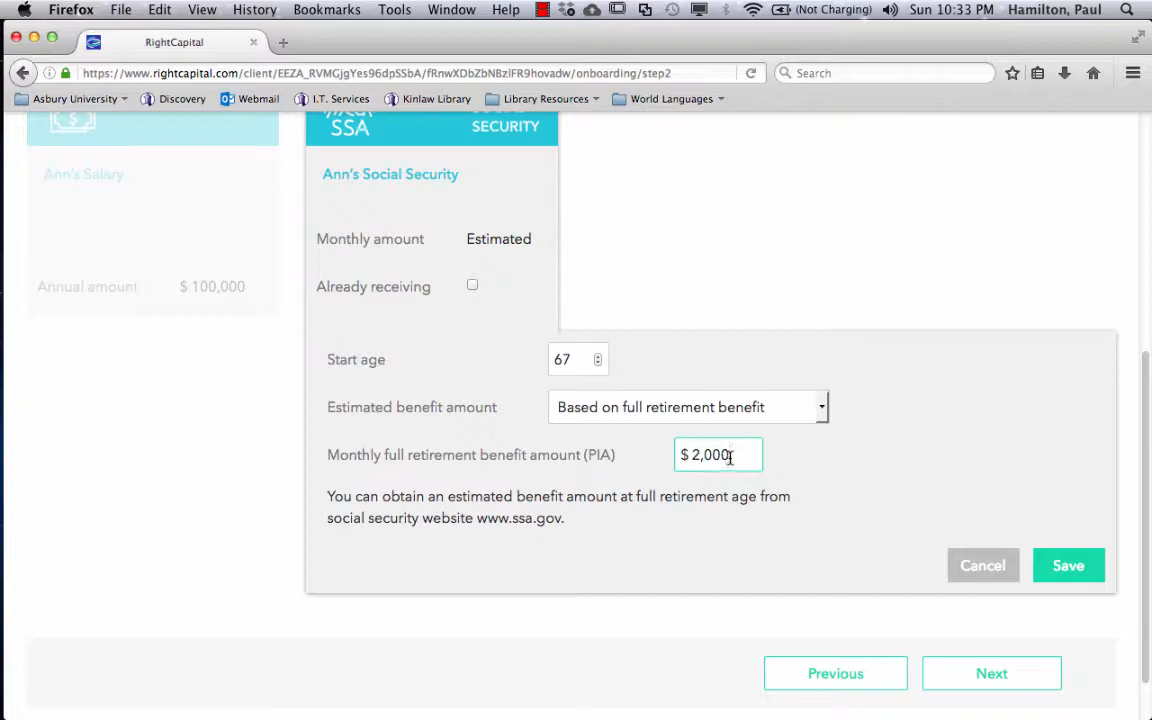 Firefox File Edit View History Bookmarks Tools Window Help (Not Charging) Sun 10:33 PM Hamilton, Paul
RightCapital
https://www.rightcapital.com/client/EEZA_RVMGjgYes96dpSSbA/fRnwXDbZbNBzlFR9hovadw/onboarding/step2 Search
Asbury University Discovery Webmail I.T. Services Kinlaw Library Library Resources World Languages
SSA SECURITY
Ann's Salary Ann's Social Security
Monthly amount Estimated
Annual amount $ 100,000 Already receiving
Start age 67
Estimated benefit amount Based on full retirement benefit
Monthly full retirement benefit amount (PIA) $ 2,000
You can obtain an estimated benefit amount at full retirement age from
social security website www.ssa.gov.
Cancel Save
Previous Next